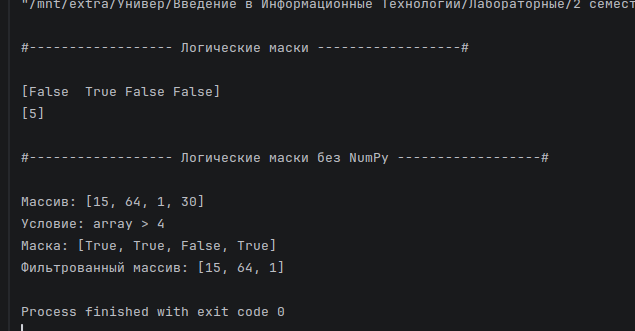 "/mnt/extra/Универ/Введение в Информационные Технологии/Лабораторные/2 семест
#------------------ Логические маски ------------------#
[False  True False False]
[5]
#------------------ Логические маски без NumPy ------------------#
Массив: [15, 64, 1, 30]
Условие: array > 4
Маска: [True, True, False, True]
Фильтрованный массив: [15, 64, 1]
Process finished with exit code 0